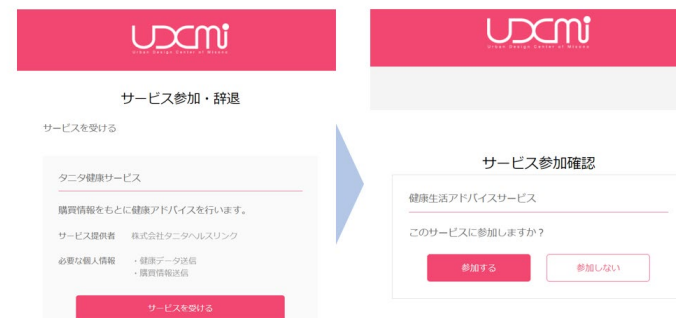 UDCMi
Urban Design Center of Misono
サービス参加・辞退
サービスを受ける
タニタ健康サービス
購買情報をもとに健康アドバイスを行います。
サービス提供者 株式会社タニタヘルスリンク
必要な個人情報 ・健康データ送信
・購買情報送信
サービスを受ける
UDCMi
Urban Design Center of Misono
サービス参加確認
健康生活アドバイスサービス
このサービスに参加しますか？
参加する 参加しない